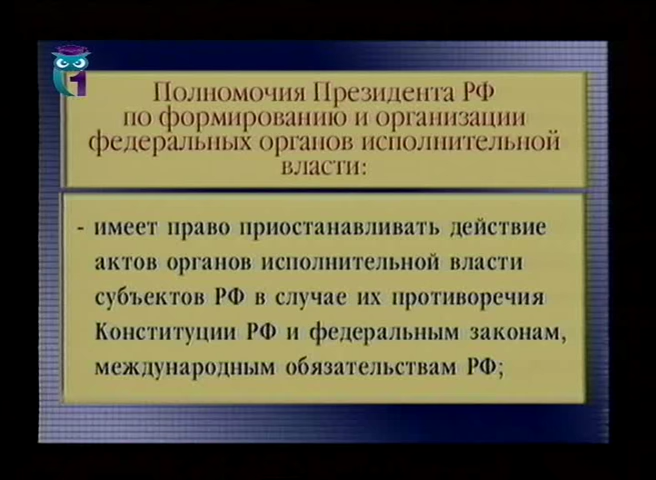 1
Полномочия Президента РФ
по формированию и организации
федеральных органов исполнительной
власти:
- имеет право приостанавливать действие
актов органов исполнительной власти
субъектов РФ в случае их противоречия
Конституции РФ и федеральным законам,
международным обязательствам РФ;